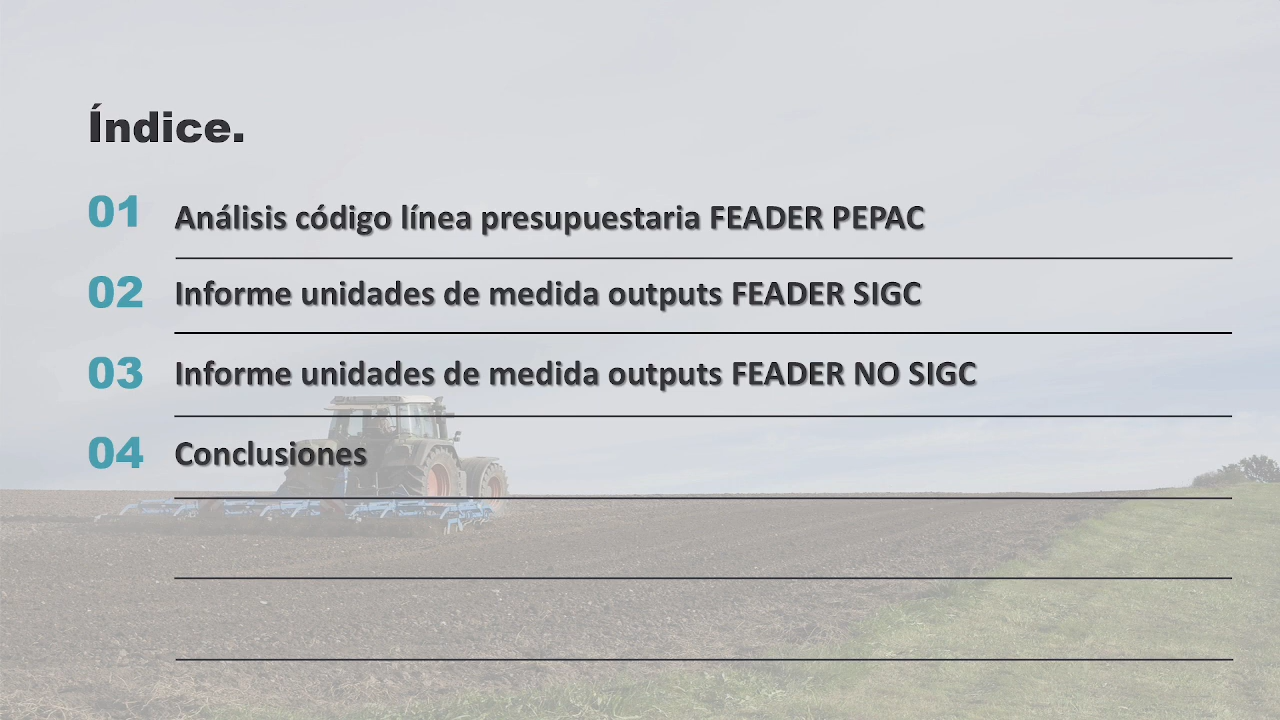 Índice.
01 Análisis código línea presupuestaria FEADER PEPAC
02 Informe unidades de medida outputs FEADER SIGC
03 Informe unidades de medida outputs FEADER NO SIGC
04 Conclusiones